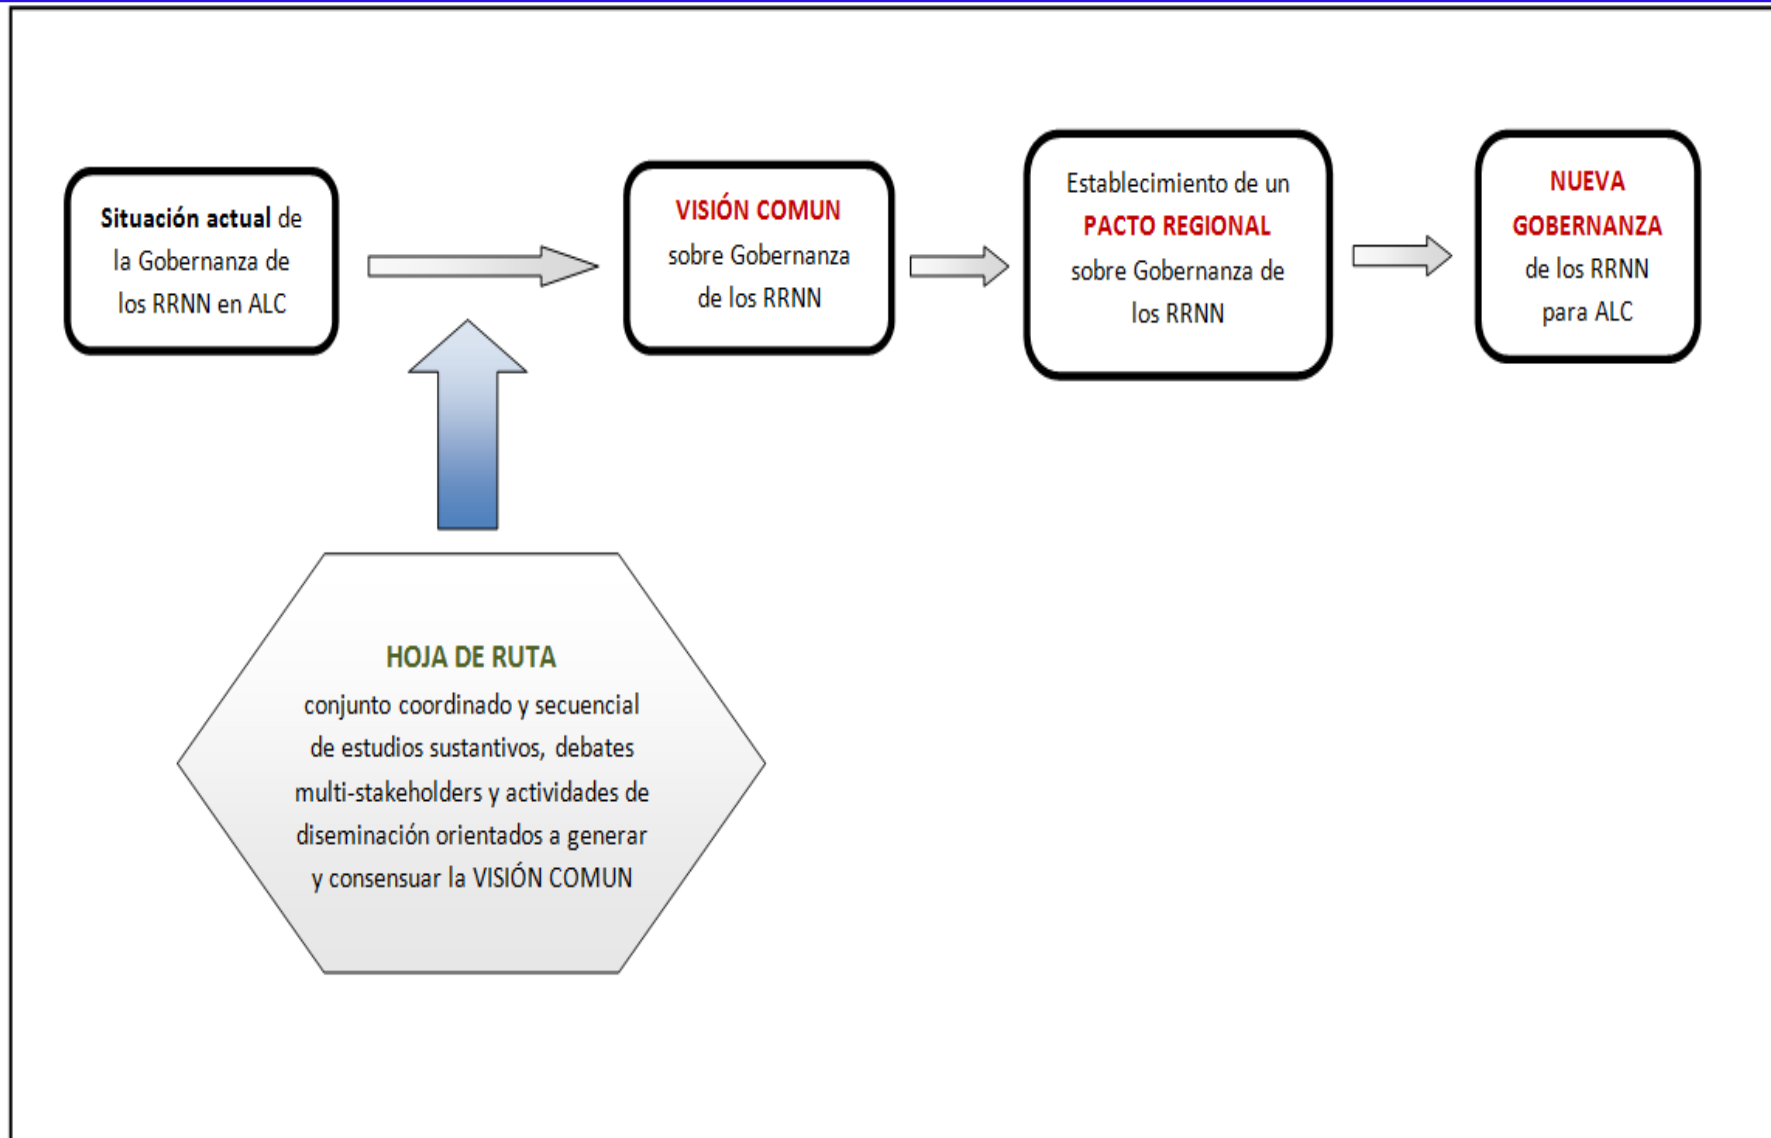 Situación actual de
la Gobernanza de
los RRNN en ALC
VISIÓN COMUN
sobre Gobernanza
de los RRNN
Establecimiento de un
PACTO REGIONAL
sobre Gobernanza de
los RRNN
NUEVA
GOBERNANZA
de los RRNN
para ALC
HOJA DE RUTA
conjunto coordinado y secuencial
de estudios sustantivos, debates
multi-stakeholders y actividades de
diseminación orientados a generar
y consensuar la VISIÓN COMUN